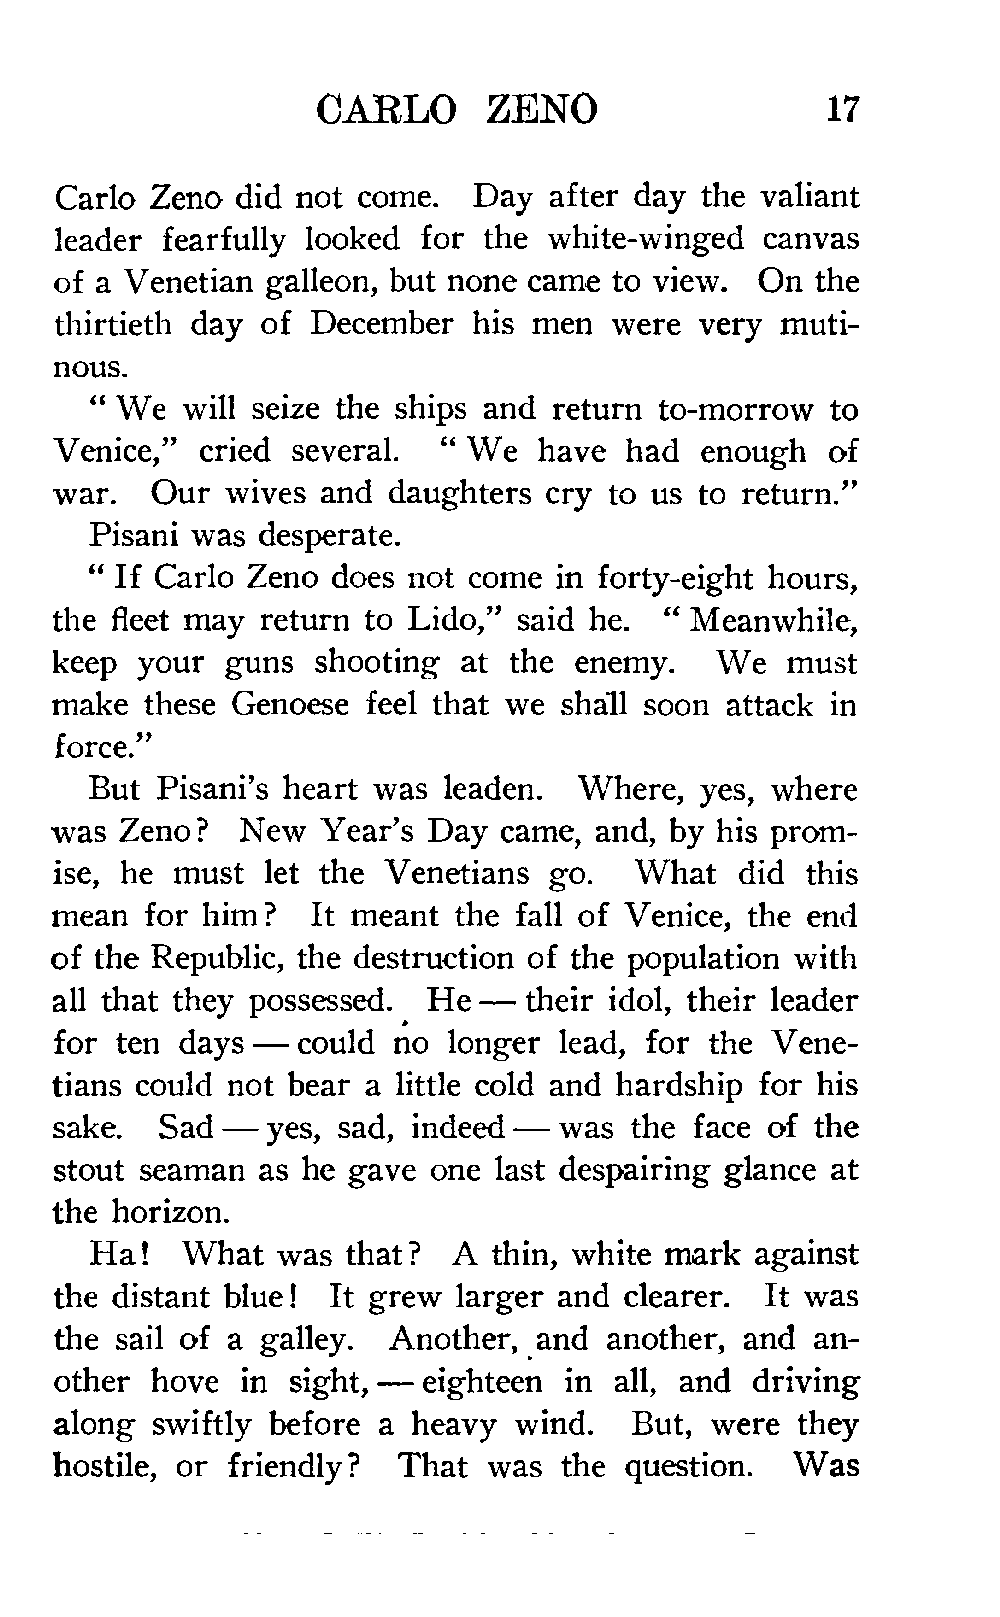 CARLO ZENO 17
Carlo Zeno did not come. Day after day the valiant
leader fearfully looked for the white-winged canvas
of a Venetian galleon, but none came to view. On the
thirtieth day of December his men were very muti-
nous.
" We will seize the ships and return to-morrow to
Venice," cried several. " We have had enough of
war. Our wives and daughters cry to us to return."
Pisani was desperate.
" If Carlo Zeno does not come in forty-eight hours,
the fleet may return to Lido," said he. " Meanwhile,
keep your guns shooting at the enemy. We must
make these Genoese feel that we shall soon attack in
force."
But Pisani's heart was leaden. Where, yes, where
was Zeno? New Year's Day came, and, by his prom-
ise, he must let the Venetians go. What did this
mean for him? It meant the fall of Venice, the end
of the Republic, the destruction of the population with
all that they possessed. He — their idol, their leader
for ten days — could no longer lead, for the Vene-
tians could not bear a little cold and hardship for his
sake. Sad — yes, sad, indeed — was the face of the
stout seaman as he gave one last despairing glance at
the horizon.
Ha! What was that? A thin, white mark against
the distant blue! It grew larger and clearer. It was
the sail of a galley. Another, and another, and an-
other hove in sight, — eighteen in all, and driving
along swiftly before a heavy wind. But, were they
hostile, or friendly? That was the question. Was